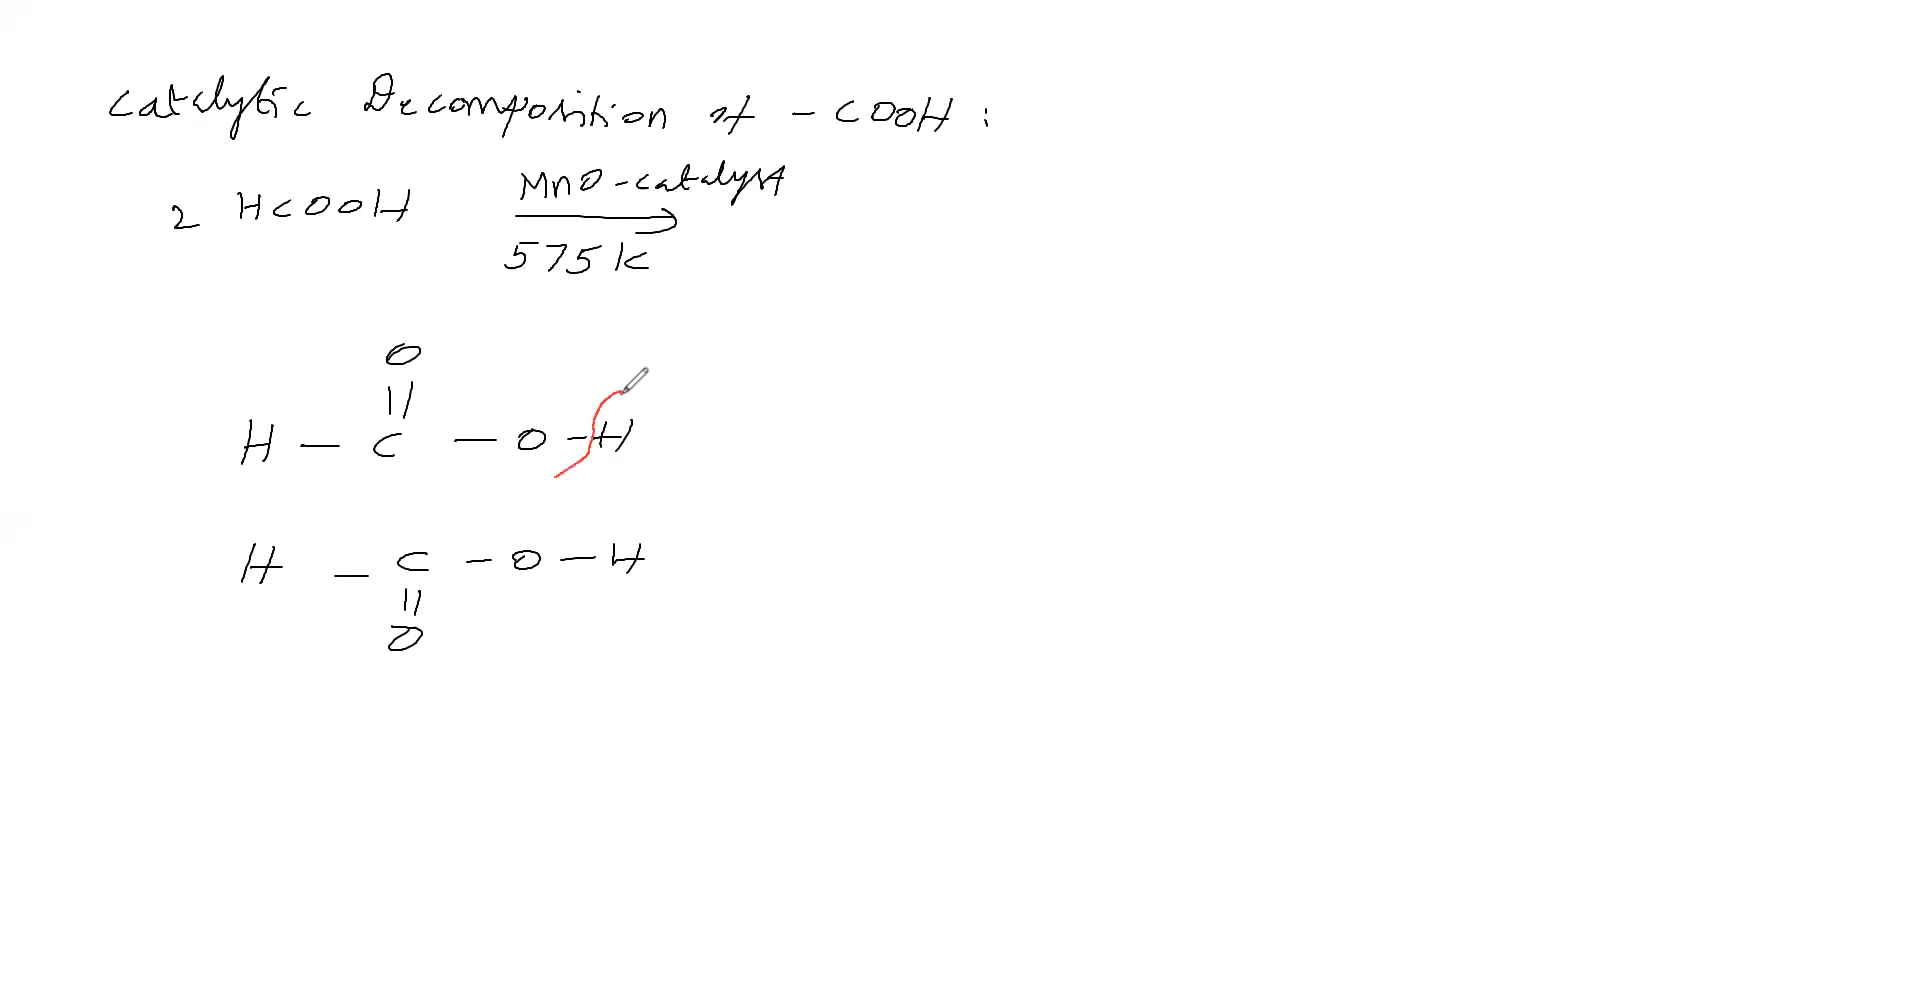 Catalytic Decomposition of - COOH :
2 HCOOH MnO - catalyst
575 K
O
||
H - C - O - H
H - C - O - H
||
O